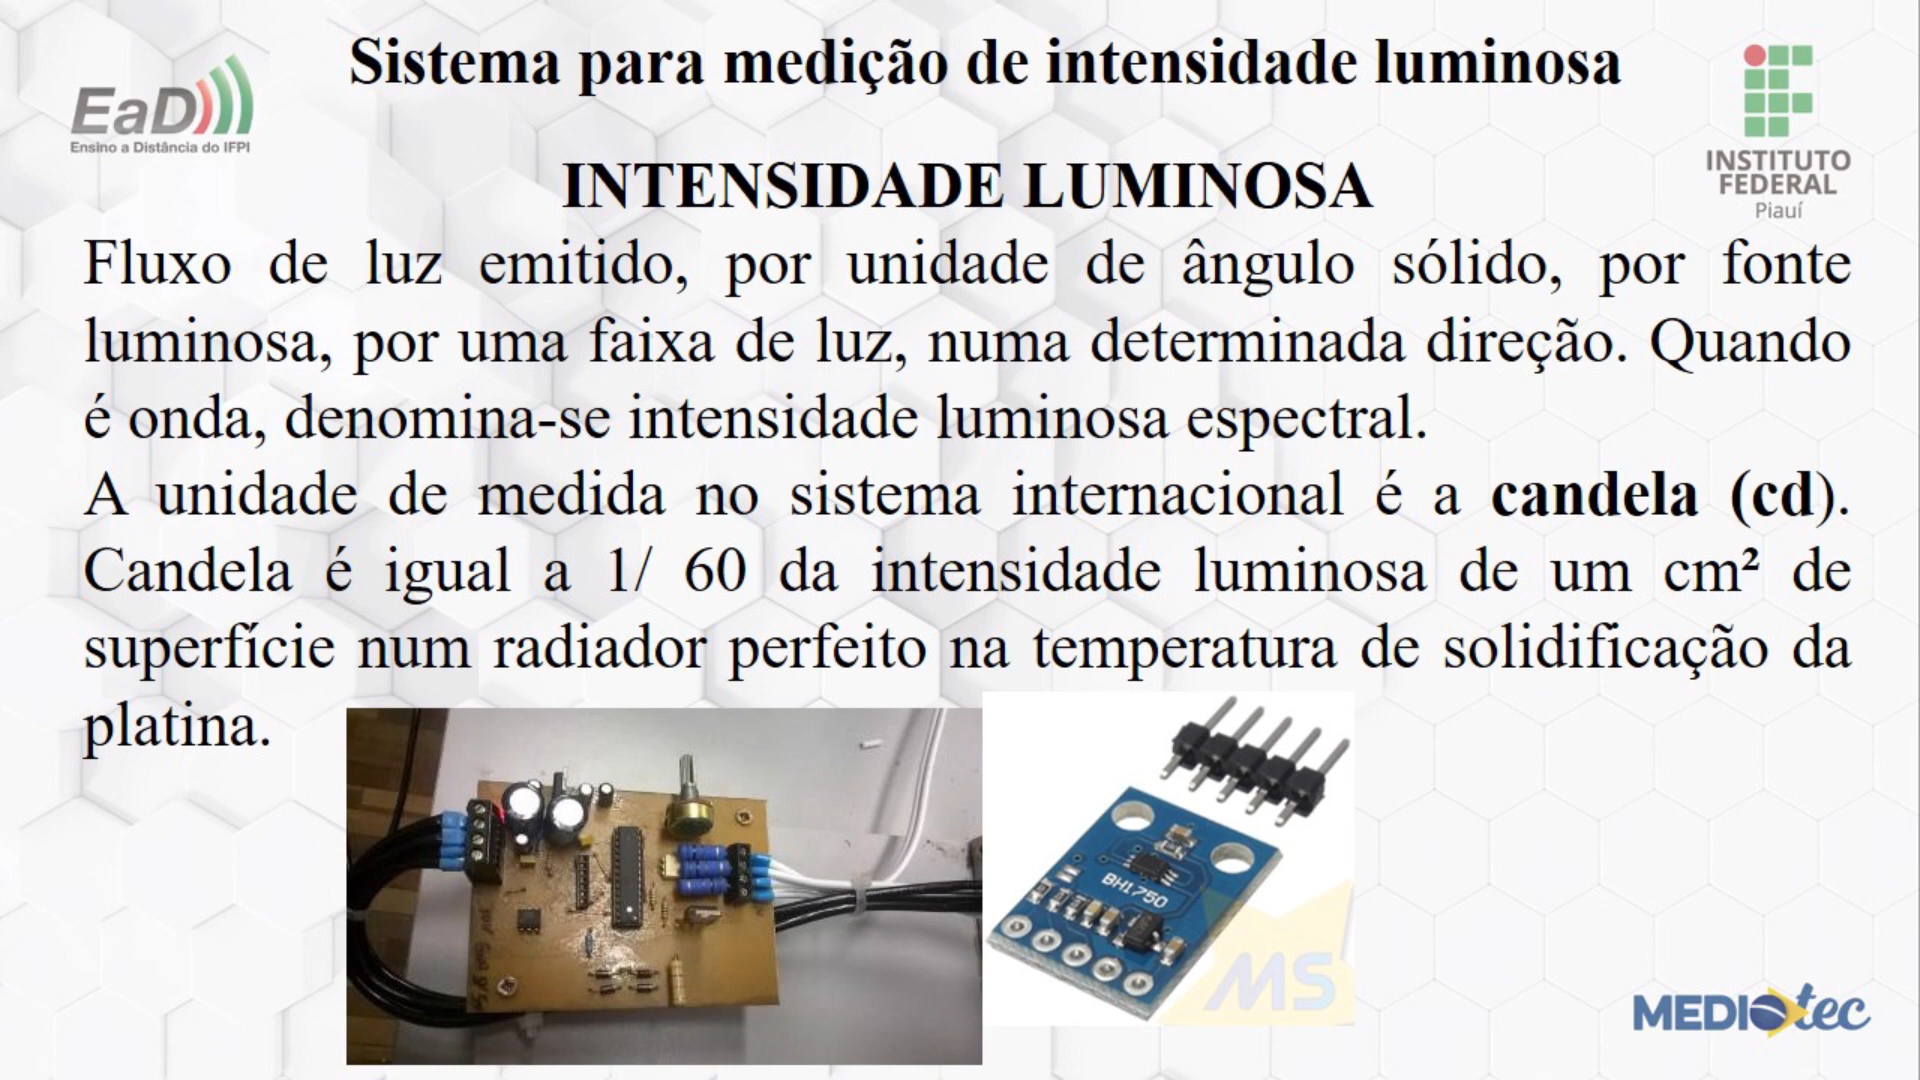 Sistema para medição de intensidade luminosa
EaD
Ensino a Distância do IFPI
INSTITUTO
FEDERAL
Piauí
INTENSIDADE LUMINOSA
Fluxo de luz emitido, por unidade de ângulo sólido, por fonte
luminosa, por uma faixa de luz, numa determinada direção. Quando
é onda, denomina-se intensidade luminosa espectral.
A unidade de medida no sistema internacional é a candela (cd).
Candela é igual a 1/ 60 da intensidade luminosa de um cm² de
superfície num radiador perfeito na temperatura de solidificação da
platina.
BH1750
MS
MEDIOtec